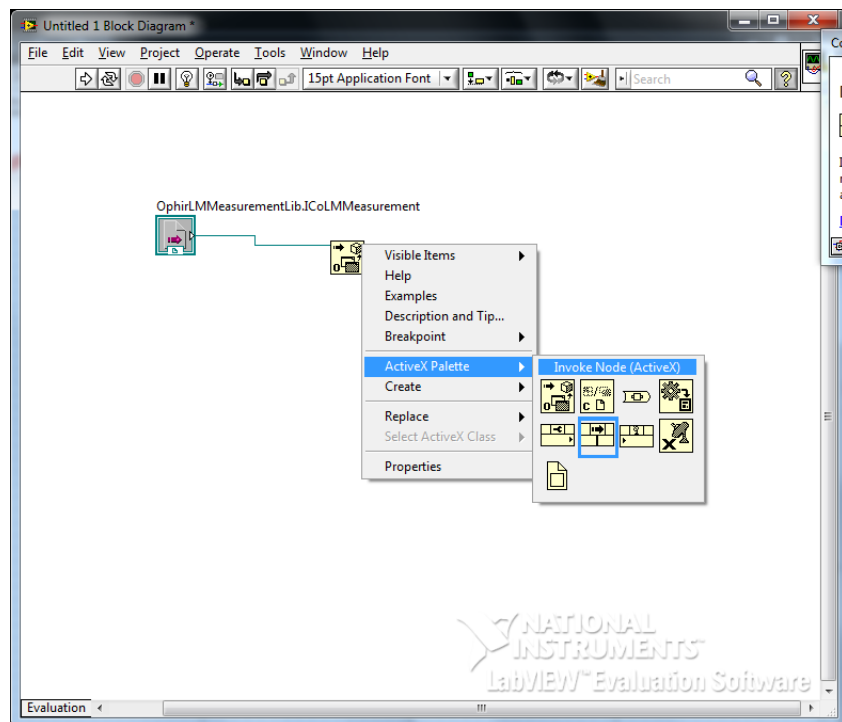 Untitled 1 Block Diagram *
File Edit View Project Operate Tools Window Help
15pt Application Font
Search
OphirLMMeasurementLib.ICoLMMeasurement
Visible Items
Help
Examples
Description and Tip...
Breakpoint
ActiveX Palette
Create
Replace
Select ActiveX Class
Properties
Invoke Node (ActiveX)
NATIONAL
INSTRUMENTS™
LabVIEW™ Evaluation Software
Evaluation